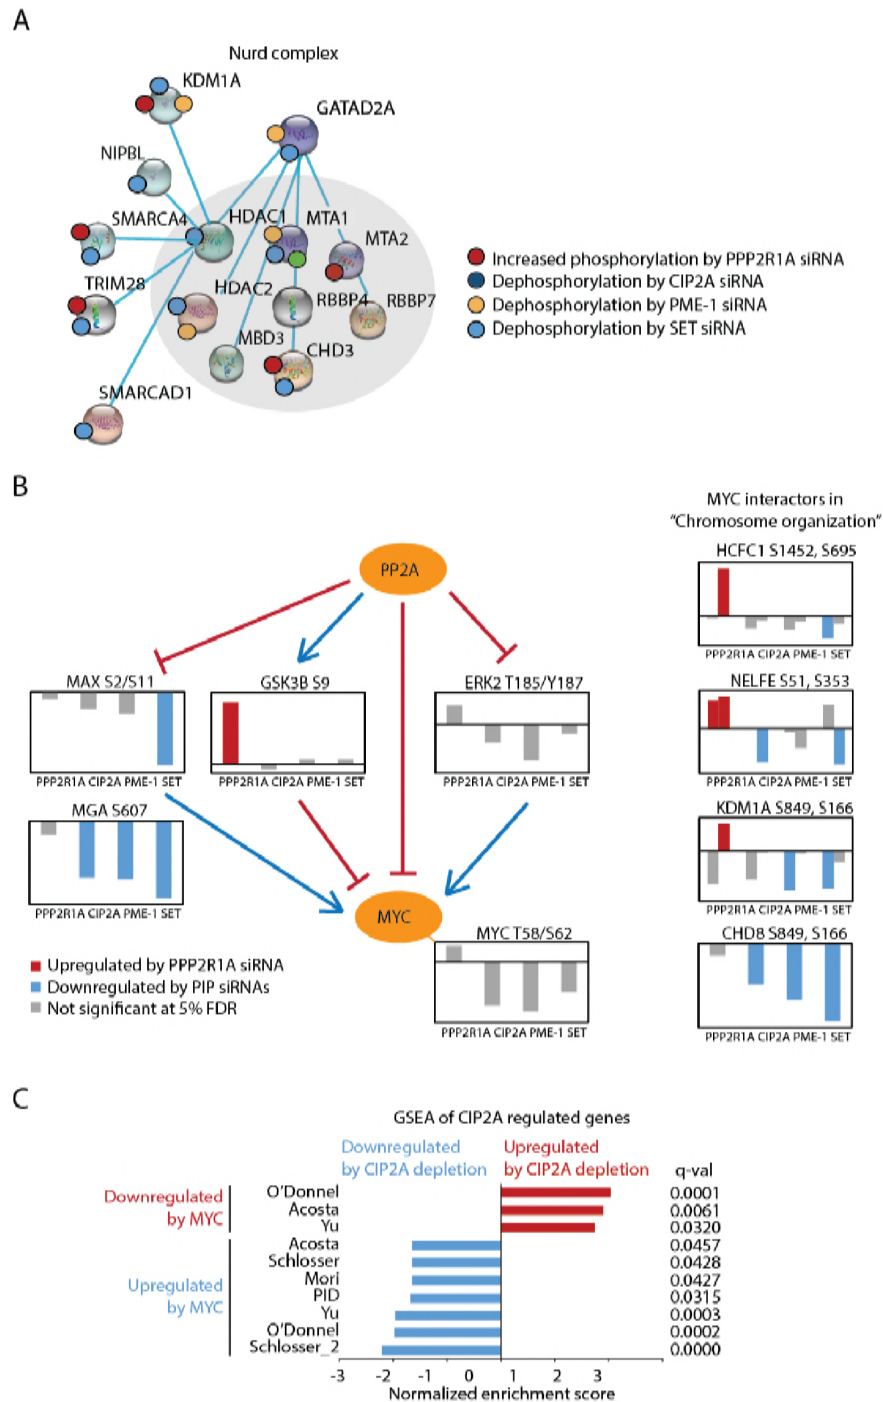 A
Nurd complex
KDM1A
GATAD2A
NIPBL
SMARCA4
HDAC1
MTA1
MTA2
TRIM28
HDAC2
RBBP4
RBBP7
MBD3
CHD3
SMARCAD1
Increased phosphorylation by PPP2R1A siRNA
Dephosphorylation by CIP2A siRNA
Dephosphorylation by PME-1 siRNA
Dephosphorylation by SET siRNA
B
MYC interactors in
"Chromosome organization"
PP2A
MAX S2/S11
PPP2R1A CIP2A PME-1 SET
GSK3B S9
PPP2R1A CIP2A PME-1 SET
ERK2 T185/Y187
PPP2R1A CIP2A PME-1 SET
MGA S607
PPP2R1A CIP2A PME-1 SET
MYC
MYC T58/S62
PPP2R1A CIP2A PME-1 SET
Upregulated by PPP2R1A siRNA
Downregulated by PIP siRNAs
Not significant at 5% FDR
HCFC1 S1452, S695
PPP2R1A CIP2A PME-1 SET
NELFE S51, S353
PPP2R1A CIP2A PME-1 SET
KDM1A S849, S166
PPP2R1A CIP2A PME-1 SET
CHD8 S849, S166
PPP2R1A CIP2A PME-1 SET
C
GSEA of CIP2A regulated genes
Downregulated
by CIP2A depletion
Upregulated
by CIP2A depletion
q-val
Downregulated
by MYC
O'Donnel 0.0001
Acosta 0.0061
Yu 0.0320
Upregulated
by MYC
Acosta 0.0457
Schlosser 0.0428
Mori 0.0427
PID 0.0315
Yu 0.0003
O'Donnel 0.0002
Schlosser_2 0.0000
-3 -2 -1 0 1 2 3
Normalized enrichment score